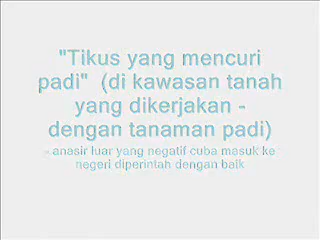 "Tikus yang mencuri
padi" (di kawasan tanah
yang dikerjakan -
dengan tanaman padi)
- anasir luar yang negatif cuba masuk ke
negeri diperintah dengan baik